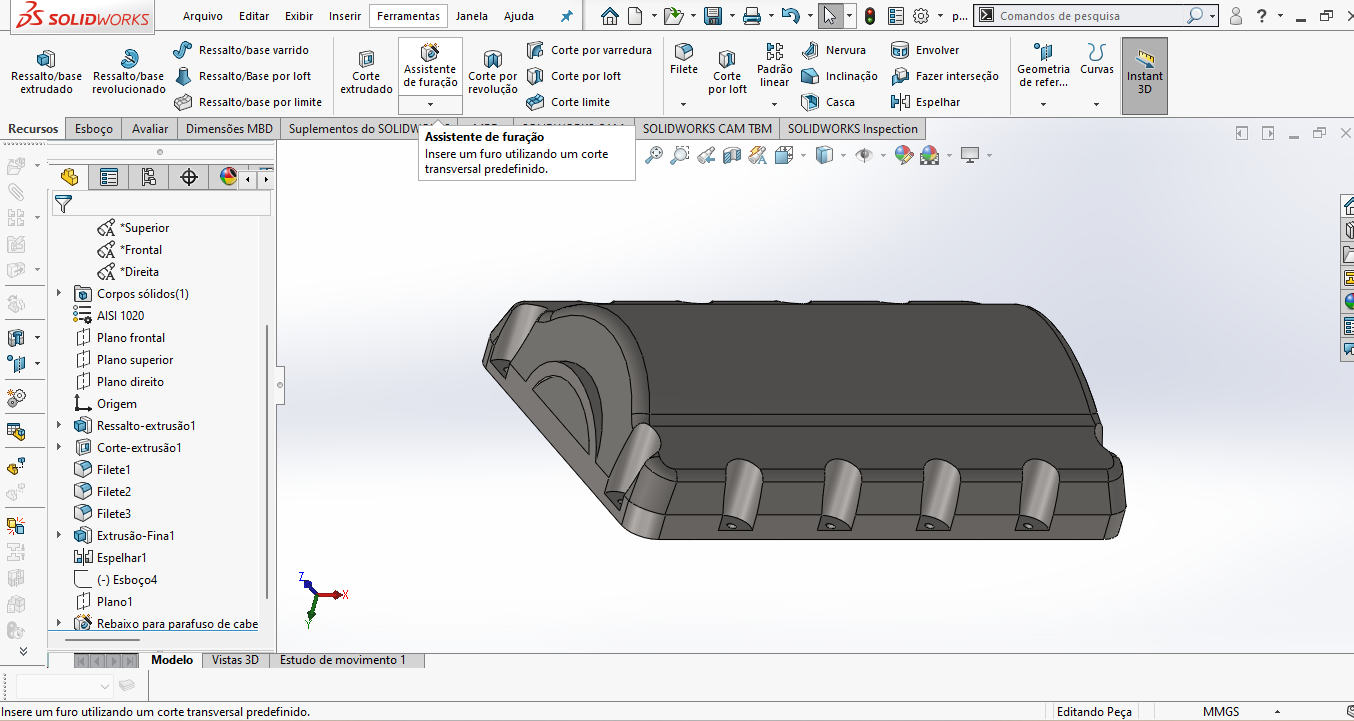 SOLIDWORKS
Arquivo Editar Exibir Inserir Ferramentas Janela Ajuda
p...
Comandos de pesquisa
?
Ressalto/base extrudado
Ressalto/base revolucionado
Ressalto/base varrido
Ressalto/Base por loft
Ressalto/base por limite
Corte extrudado
Assistente de furação
Corte por revolução
Corte por varredura
Corte por loft
Corte limite
Filete
Corte por loft
Padrão linear
Nervura
Inclinação
Casca
Envolver
Fazer interseção
Espelhar
Geometria de refer...
Curvas
Instant 3D
Recursos Esboço Avaliar Dimensões MBD Suplementos do SOLIDW
SOLIDWORKS CAM TBM SOLIDWORKS Inspection
Assistente de furação
Insere um furo utilizando um corte
transversal predefinido.
*Superior
*Frontal
*Direita
Corpos sólidos(1)
AISI 1020
Plano frontal
Plano superior
Plano direito
Origem
Ressalto-extrusão1
Corte-extrusão1
Filete1
Filete2
Filete3
Extrusão-Fina1
Espelhar1
(-) Esboço4
Plano1
Rebaixo para parafuso de cabe
Z
X
Y
Modelo Vistas 3D Estudo de movimento 1
Insere um furo utilizando um corte transversal predefinido.
Editando Peça
MMGS